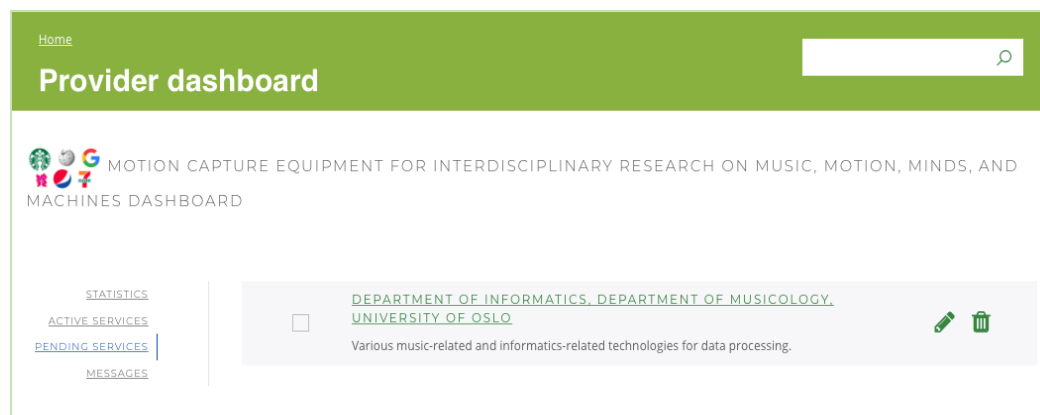 Home
Provider dashboard
MOTION CAPTURE EQUIPMENT FOR INTERDISCIPLINARY RESEARCH ON MUSIC, MOTION, MINDS, AND
MACHINES DASHBOARD
STATISTICS
ACTIVE SERVICES
PENDING SERVICES
MESSAGES
DEPARTMENT OF INFORMATICS, DEPARTMENT OF MUSICOLOGY,
UNIVERSITY OF OSLO
Various music-related and informatics-related technologies for data processing.